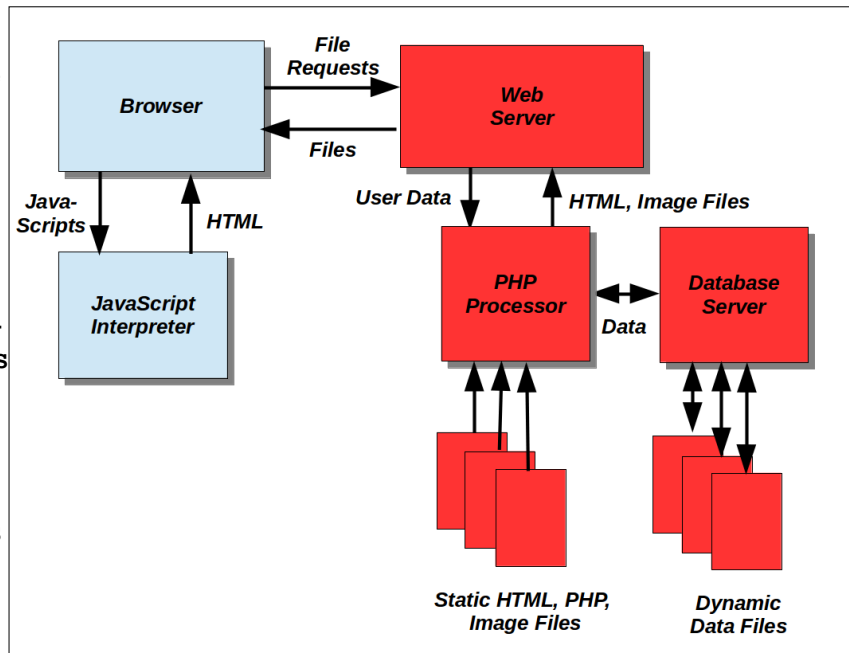 File
Requests
Browser
Web
Server
Files
User Data
HTML, Image Files
Java-
Scripts
HTML
JavaScript
Interpreter
PHP
Processor
Database
Server
Data
s
Static HTML, PHP,
Image Files
Dynamic
Data Files